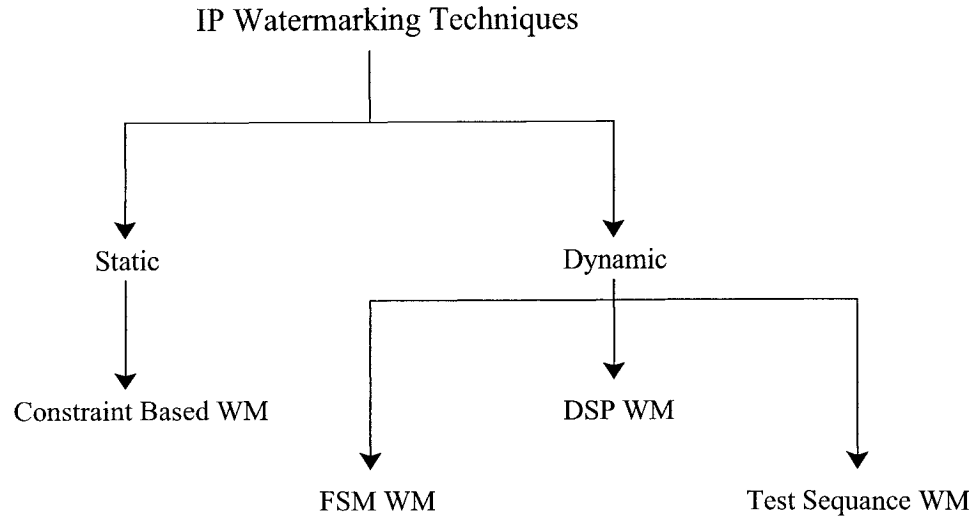 IP Watermarking Techniques
Static
Dynamic
Constraint Based WM
DSP WM
FSM WM
Test Sequance WM